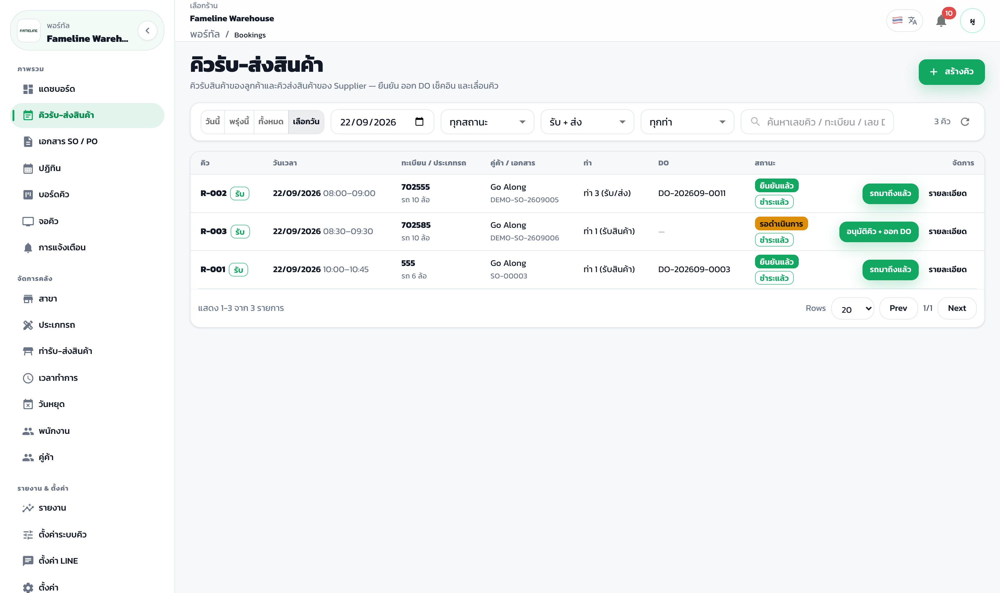 FAMELINE
พอร์ทัล
Fameline Wareh...
ภาพรวม
แดชบอร์ด
คิวรับ-ส่งสินค้า
เอกสาร SO / PO
ปฏิทิน
บอร์ดคิว
จอคิว
การแจ้งเตือน
จัดการคลัง
สาขา
ประเภทรถ
ท่ารับ-ส่งสินค้า
เวลาทำการ
วันหยุด
พนักงาน
คู่ค้า
รายงาน & ตั้งค่า
รายงาน
ตั้งค่าระบบคิว
ตั้งค่า LINE
ตั้งค่า
เลือกร้าน
Fameline Warehouse
พอร์ทัล / Bookings
10
ผู
คิวรับ-ส่งสินค้า
คิวรับสินค้าของลูกค้าและคิวส่งสินค้าของ Supplier — ยืนยัน ออก DO เช็คอิน และเลื่อนคิว
+ สร้างคิว
วันนี้ พรุ่งนี้ ทั้งหมด เลือกวัน 22/09/2026 ทุกสถานะ รับ + ส่ง ทุกท่า ค้นหาเลขคิว / ทะเบียน / เลข 3 คิว
คิว วันเวลา ทะเบียน / ประเภทรถ คู่ค้า / เอกสาร ท่า DO สถานะ จัดการ
R-002 รับ 22/09/2026 08:00–09:00 702555 Go Along ท่า 3 (รับ/ส่ง) DO-202609-0011 ยืนยันแล้ว รถมาถึงแล้ว รายละเอียด
รถ 10 ล้อ DEMO-SO-2609005 ชำระแล้ว
R-003 รับ 22/09/2026 08:30–09:30 702585 Go Along ท่า 1 (รับสินค้า) — รอดำเนินการ อนุมัติคิว + ออก DO รายละเอียด
รถ 10 ล้อ DEMO-SO-2609006 ชำระแล้ว
R-001 รับ 22/09/2026 10:00–10:45 555 Go Along ท่า 1 (รับสินค้า) DO-202609-0003 ยืนยันแล้ว รถมาถึงแล้ว รายละเอียด
รถ 6 ล้อ SO-00003 ชำระแล้ว
แสดง 1-3 จาก 3 รายการ Rows 20 Prev 1/1 Next